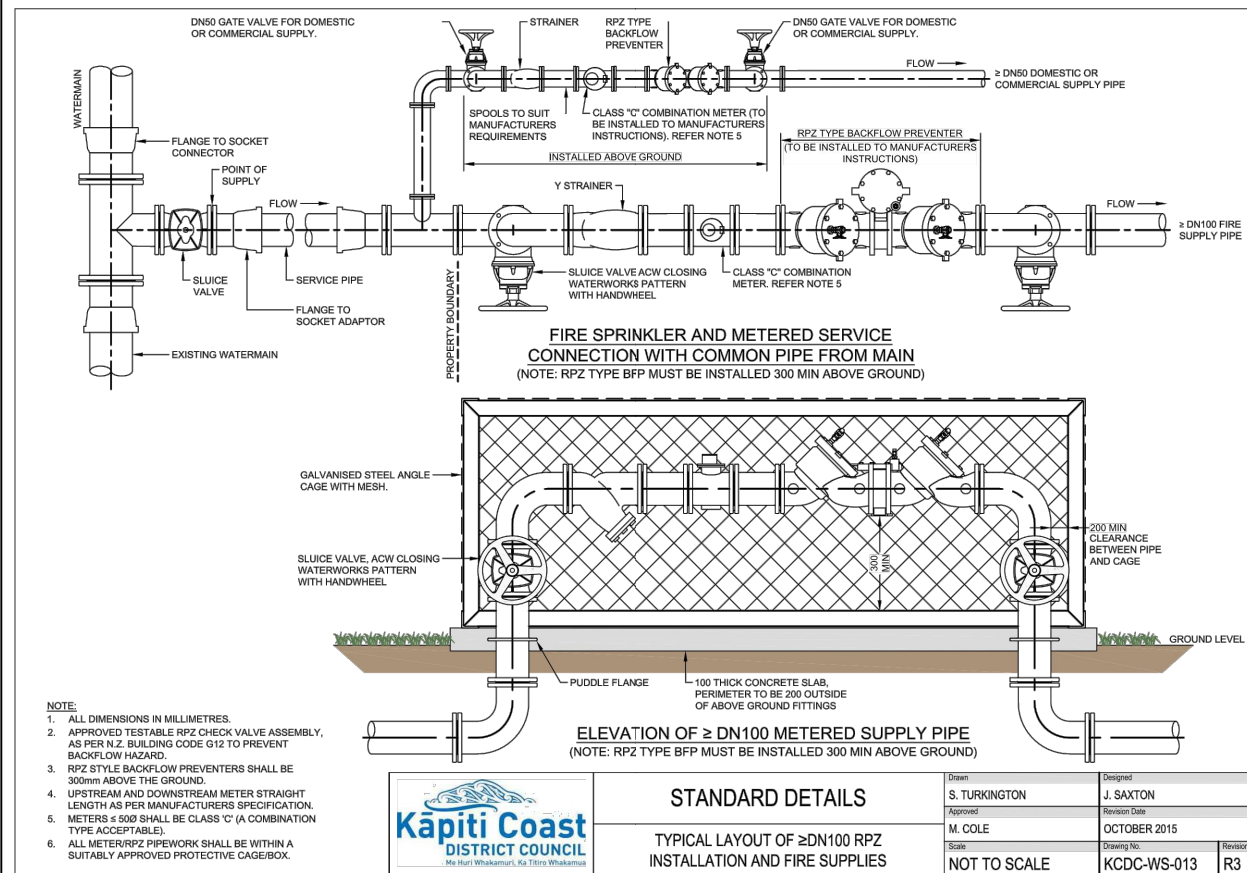 DN50 GATE VALVE FOR DOMESTIC
OR COMMERCIAL SUPPLY.
STRAINER
RPZ TYPE
BACKFLOW
PREVENTER
DN50 GATE VALVE FOR DOMESTIC
OR COMMERCIAL SUPPLY.
FLOW
≥ DN50 DOMESTIC OR
COMMERCIAL SUPPLY PIPE
WATERMAIN
FLANGE TO SOCKET
CONNECTOR
POINT OF
SUPPLY
FLOW
SPOOLS TO SUIT
MANUFACTURERS
REQUIREMENTS
CLASS "C" COMBINATION METER (TO
BE INSTALLED TO MANUFACTURERS
INSTRUCTIONS). REFER NOTE 5
INSTALLED ABOVE GROUND
RPZ TYPE BACKFLOW PREVENTER
(TO BE INSTALLED TO MANUFACTURERS
INSTRUCTIONS)
Y STRAINER
FLOW
≥ DN100 FIRE
SUPPLY PIPE
SLUICE
VALVE
SERVICE PIPE
FLANGE TO
SOCKET ADAPTOR
EXISTING WATERMAIN
PROPERTY BOUNDARY
SLUICE VALVE ACW CLOSING
WATERWORKS PATTERN
WITH HANDWHEEL
CLASS "C" COMBINATION
METER. REFER NOTE 5
FIRE SPRINKLER AND METERED SERVICE
CONNECTION WITH COMMON PIPE FROM MAIN
(NOTE: RPZ TYPE BFP MUST BE INSTALLED 300 MIN ABOVE GROUND)
GALVANISED STEEL ANGLE
CAGE WITH MESH.
SLUICE VALVE, ACW CLOSING
WATERWORKS PATTERN
WITH HANDWHEEL
300
MIN
200 MIN
CLEARANCE
BETWEEN PIPE
AND CAGE
GROUND LEVEL
PUDDLE FLANGE
100 THICK CONCRETE SLAB,
PERIMETER TO BE 200 OUTSIDE
OF ABOVE GROUND FITTINGS
ELEVATION OF ≥ DN100 METERED SUPPLY PIPE
(NOTE: RPZ TYPE BFP MUST BE INSTALLED 300 MIN ABOVE GROUND)
NOTE:
1. ALL DIMENSIONS IN MILLIMETRES.
2. APPROVED TESTABLE RPZ CHECK VALVE ASSEMBLY,
AS PER N.Z. BUILDING CODE G12 TO PREVENT
BACKFLOW HAZARD.
3. RPZ STYLE BACKFLOW PREVENTERS SHALL BE
300mm ABOVE THE GROUND.
4. UPSTREAM AND DOWNSTREAM METER STRAIGHT
LENGTH AS PER MANUFACTURERS SPECIFICATION.
5. METERS ≤ 50Ø SHALL BE CLASS 'C' (A COMBINATION
TYPE ACCEPTABLE).
6. ALL METER/RPZ PIPEWORK SHALL BE WITHIN A
SUITABLY APPROVED PROTECTIVE CAGE/BOX.
Kāpiti Coast
DISTRICT COUNCIL
Me Huri Whakamuri, Ka Titiro Whakamua
STANDARD DETAILS
TYPICAL LAYOUT OF ≥DN100 RPZ
INSTALLATION AND FIRE SUPPLIES
Drawn
S. TURKINGTON
Designed
J. SAXTON
Approved
M. COLE
Revision Date
OCTOBER 2015
Scale
NOT TO SCALE
Drawing No.
KCDC-WS-013
Revision
R3